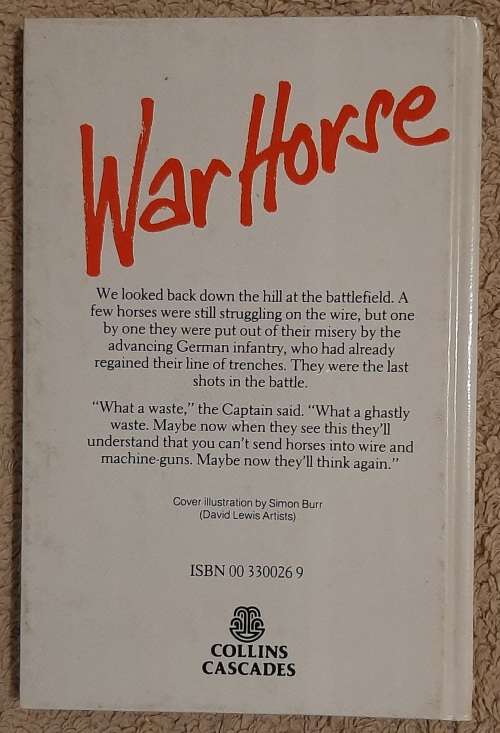 War Horse
We looked back down the hill at the battlefield. A
few horses were still struggling on the wire, but one
by one they were put out of their misery by the
advancing German infantry, who had already
regained their line of trenches. They were the last
shots in the battle.
“What a waste,” the Captain said. “What a ghastly
waste. Maybe now when they see this they’ll
understand that you can’t send horses into wire and
machine-guns. Maybe now they’ll think again.”
Cover illustration by Simon Burr
(David Lewis Artists)
ISBN 00 330026 9
COLLINS
CASCADES